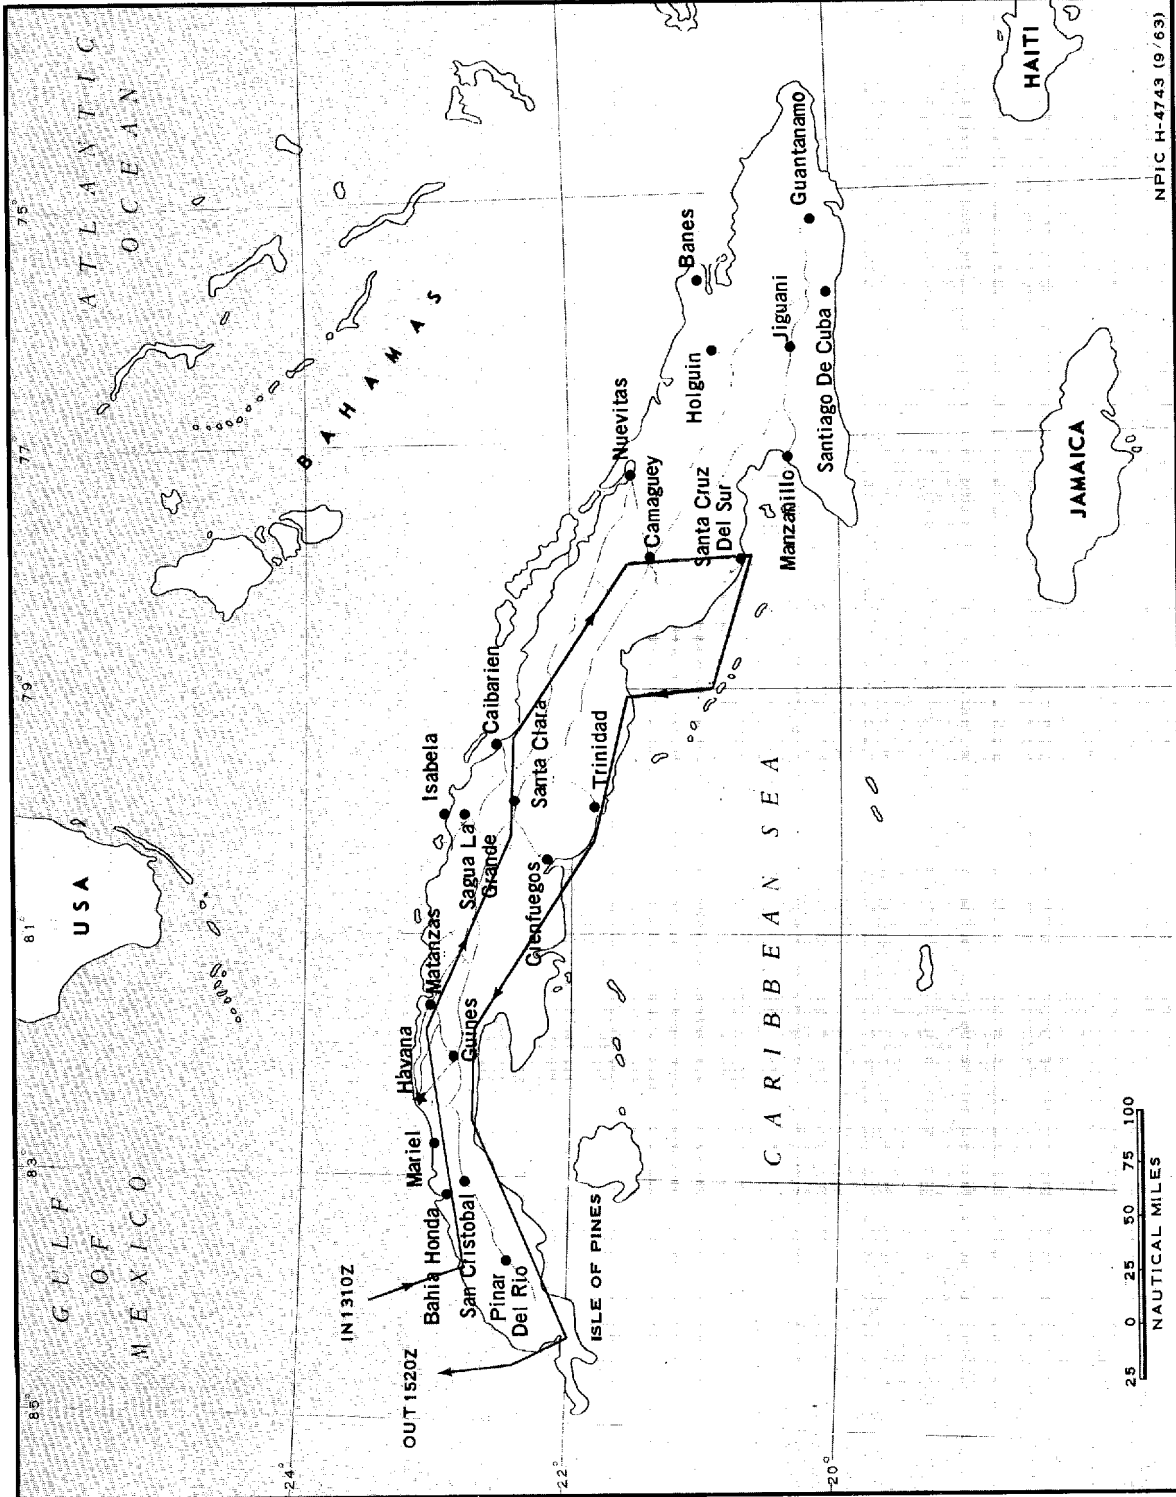 85°
83°
81°
79°
77°
75°
GULF
OF
MEXICO
USA
ATLANTIC
OCEAN
BAHAMAS
24°
22°
20°
IN 1310Z
OUT 1520Z
Bahia Honda
Mariel
Havana
Matanzas
Isabela
Sagua La
Grande
Caibarien
San Cristobal
Guines
Santa Clara
Pinar
Del Rio
Cienfuegos
Trinidad
Nuevitas
Camaguey
Santa Cruz
Del Sur
Holguin
Banes
Manzanillo
Jiguani
Santiago De Cuba
Guantanamo
ISLE OF PINES
CARIBBEAN SEA
JAMAICA
HAITI
25 0 25 50 75 100
NAUTICAL MILES
NPIC H-4743 (9/63)